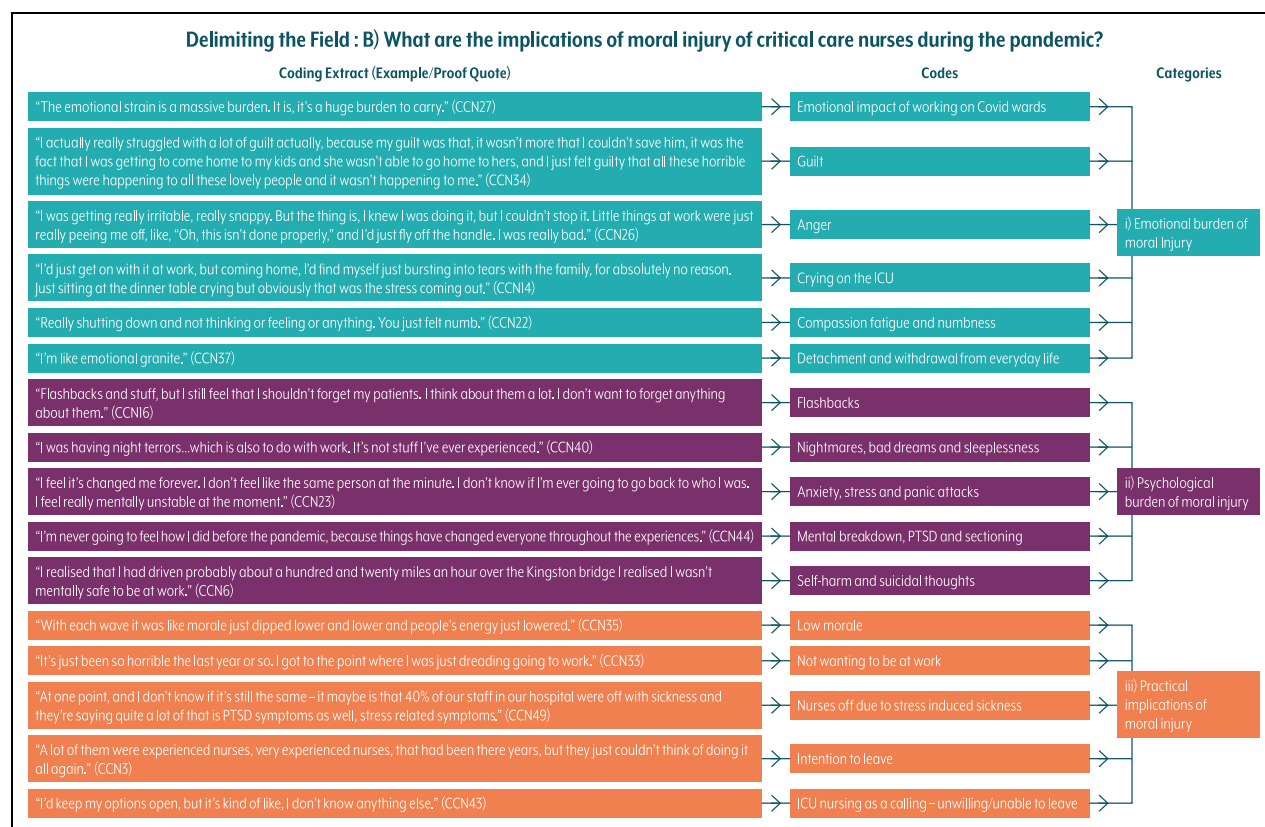 Delimiting the Field : B) What are the implications of moral injury of critical care nurses during the pandemic?
Coding Extract (Example/Proof Quote)
Codes
Categories
“The emotional strain is a massive burden. It is, it’s a huge burden to carry.” (CCN27)
Emotional impact of working on Covid wards
“I actually really struggled with a lot of guilt actually, because my guilt was that, it wasn’t more that I couldn’t save him, it was the
fact that I was getting to come home to my kids and she wasn’t able to go home to hers, and I just felt guilty that all these horrible
things were happening to all these lovely people and it wasn’t happening to me.” (CCN34)
Guilt
“I was getting really irritable, really snappy. But the thing is, I knew I was doing it, but I couldn’t stop it. Little things at work were just
really peeing me off, like, “Oh, this isn’t done properly,” and I’d just fly off the handle. I was really bad.” (CCN26)
Anger
“I’d just get on with it at work, but coming home, I’d find myself just bursting into tears with the family, for absolutely no reason.
Just sitting at the dinner table crying but obviously that was the stress coming out.” (CCN14)
Crying on the ICU
“Really shutting down and not thinking or feeling or anything. You just felt numb.” (CCN22)
Compassion fatigue and numbness
“I’m like emotional granite.” (CCN37)
Detachment and withdrawal from everyday life
i) Emotional burden of
moral Injury
“Flashbacks and stuff, but I still feel that I shouldn’t forget my patients. I think about them a lot. I don’t want to forget anything
about them.” (CCN16)
Flashbacks
“I was having night terrors...which is also to do with work. It’s not stuff I’ve ever experienced.” (CCN40)
Nightmares, bad dreams and sleeplessness
“I feel it’s changed me forever. I don’t feel like the same person at the minute. I don’t know if I’m ever going to go back to who I was.
I feel really mentally unstable at the moment.” (CCN23)
Anxiety, stress and panic attacks
“I’m never going to feel how I did before the pandemic, because things have changed everyone throughout the experiences.” (CCN44)
Mental breakdown, PTSD and sectioning
“I realised that I had driven probably about a hundred and twenty miles an hour over the Kingston bridge I realised I wasn’t
mentally safe to be at work.” (CCN6)
Self-harm and suicidal thoughts
ii) Psychological
burden of moral injury
“With each wave it was like morale just dipped lower and lower and people’s energy just lowered.” (CCN35)
Low morale
“It’s just been so horrible the last year or so. I got to the point where I was just dreading going to work.” (CCN33)
Not wanting to be at work
“At one point, and I don’t know if it’s still the same – it maybe is that 40% of our staff in our hospital were off with sickness and
they’re saying quite a lot of that is PTSD symptoms as well, stress related symptoms.” (CCN49)
Nurses off due to stress induced sickness
“A lot of them were experienced nurses, very experienced nurses, that had been there years, but they just couldn’t think of doing it
all again.” (CCN3)
Intention to leave
“I’d keep my options open, but it’s kind of like, I don’t know anything else.” (CCN43)
ICU nursing as a calling – unwilling/unable to leave
iii) Practical
implications of
moral injury